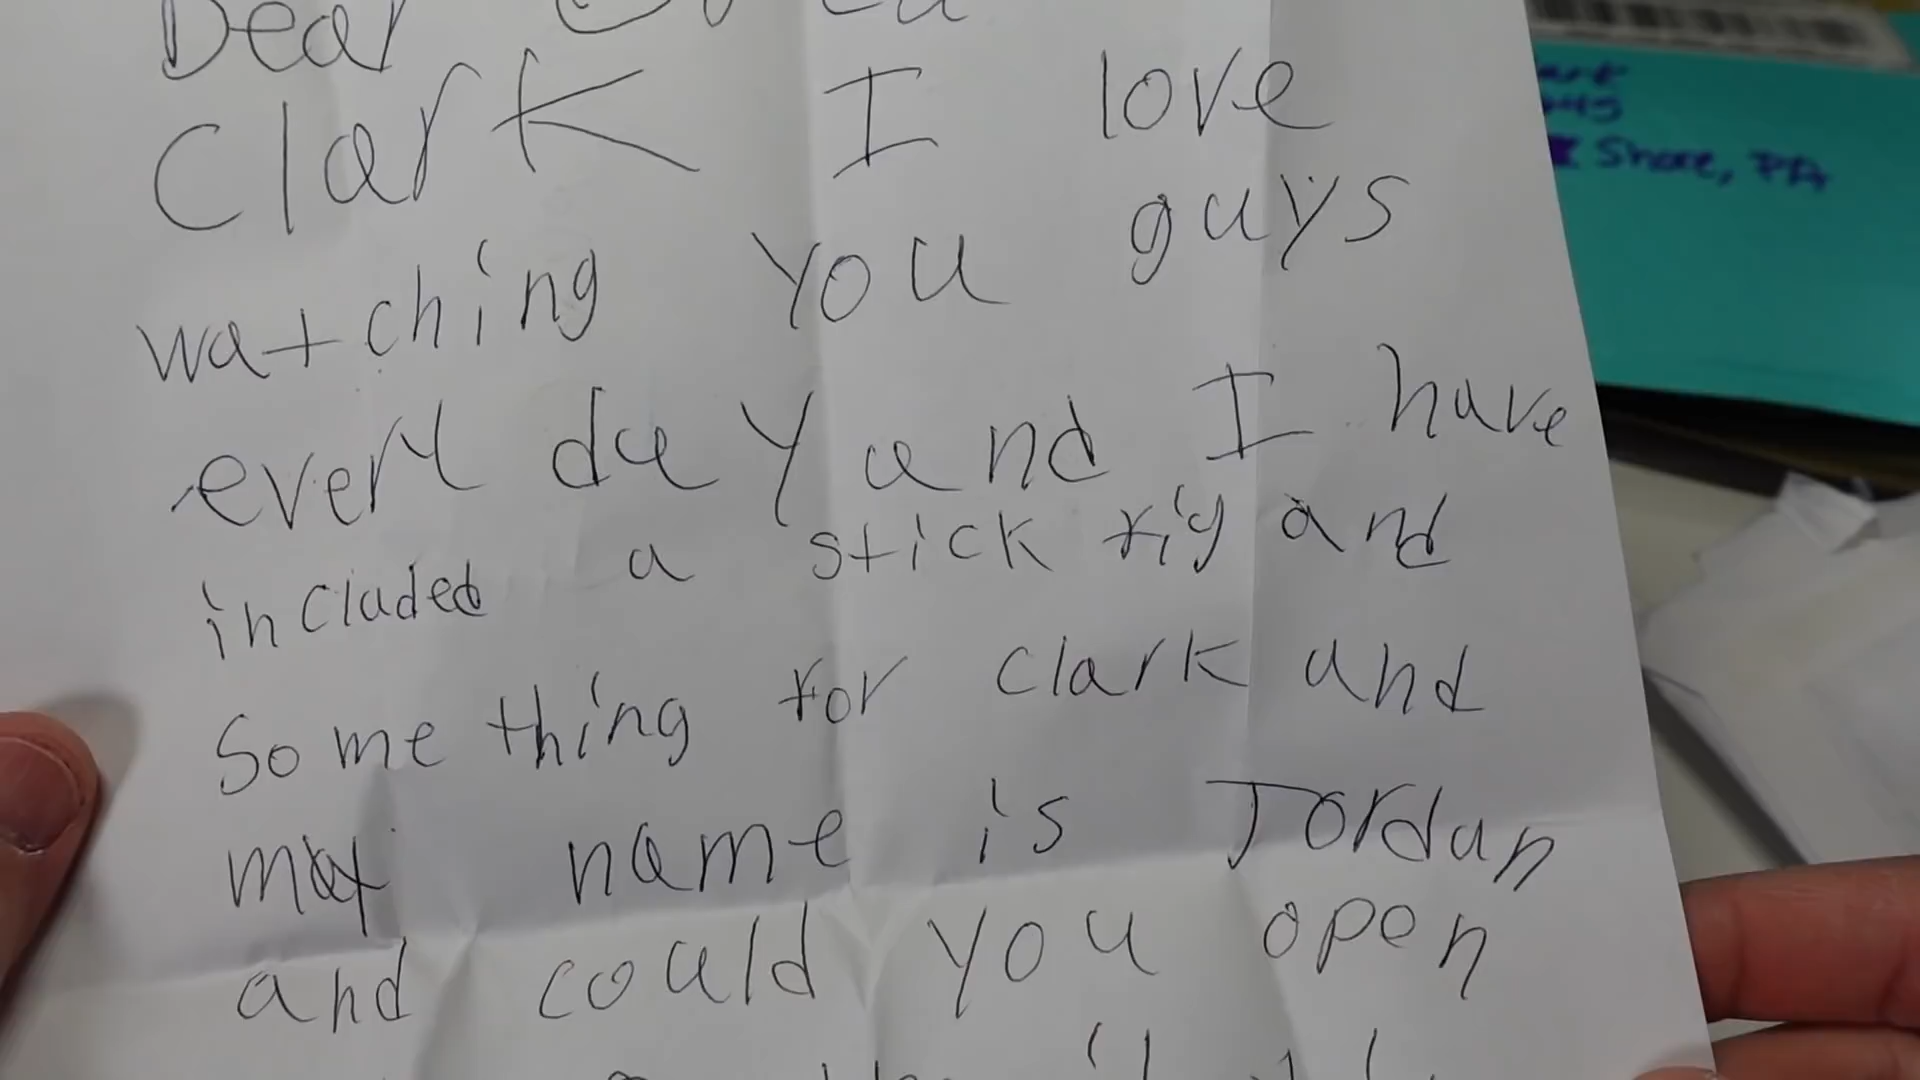 Dear
Clark I love
watching you guys
every day and I have
included a stick rig and
Something for clark and
my name is Jordan
and could you open
Shore, PA